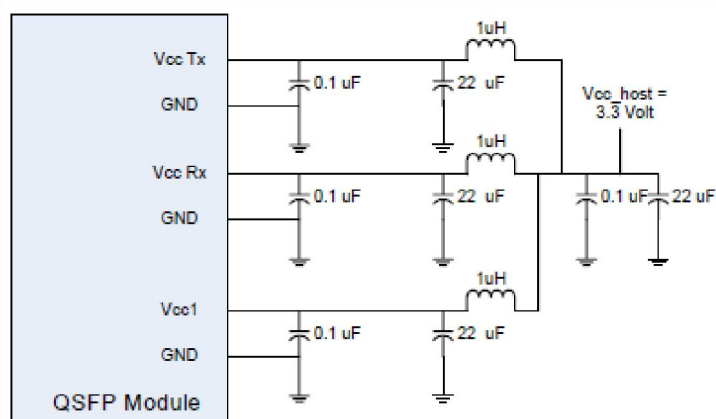 1uH
Vcc Tx
0.1 uF
22 uF
GND
Vcc_host =
3.3 Volt
1uH
Vcc Rx
0.1 uF
22 uF
0.1 uF
22 uF
GND
1uH
Vcc1
0.1 uF
22 uF
GND
QSFP Module